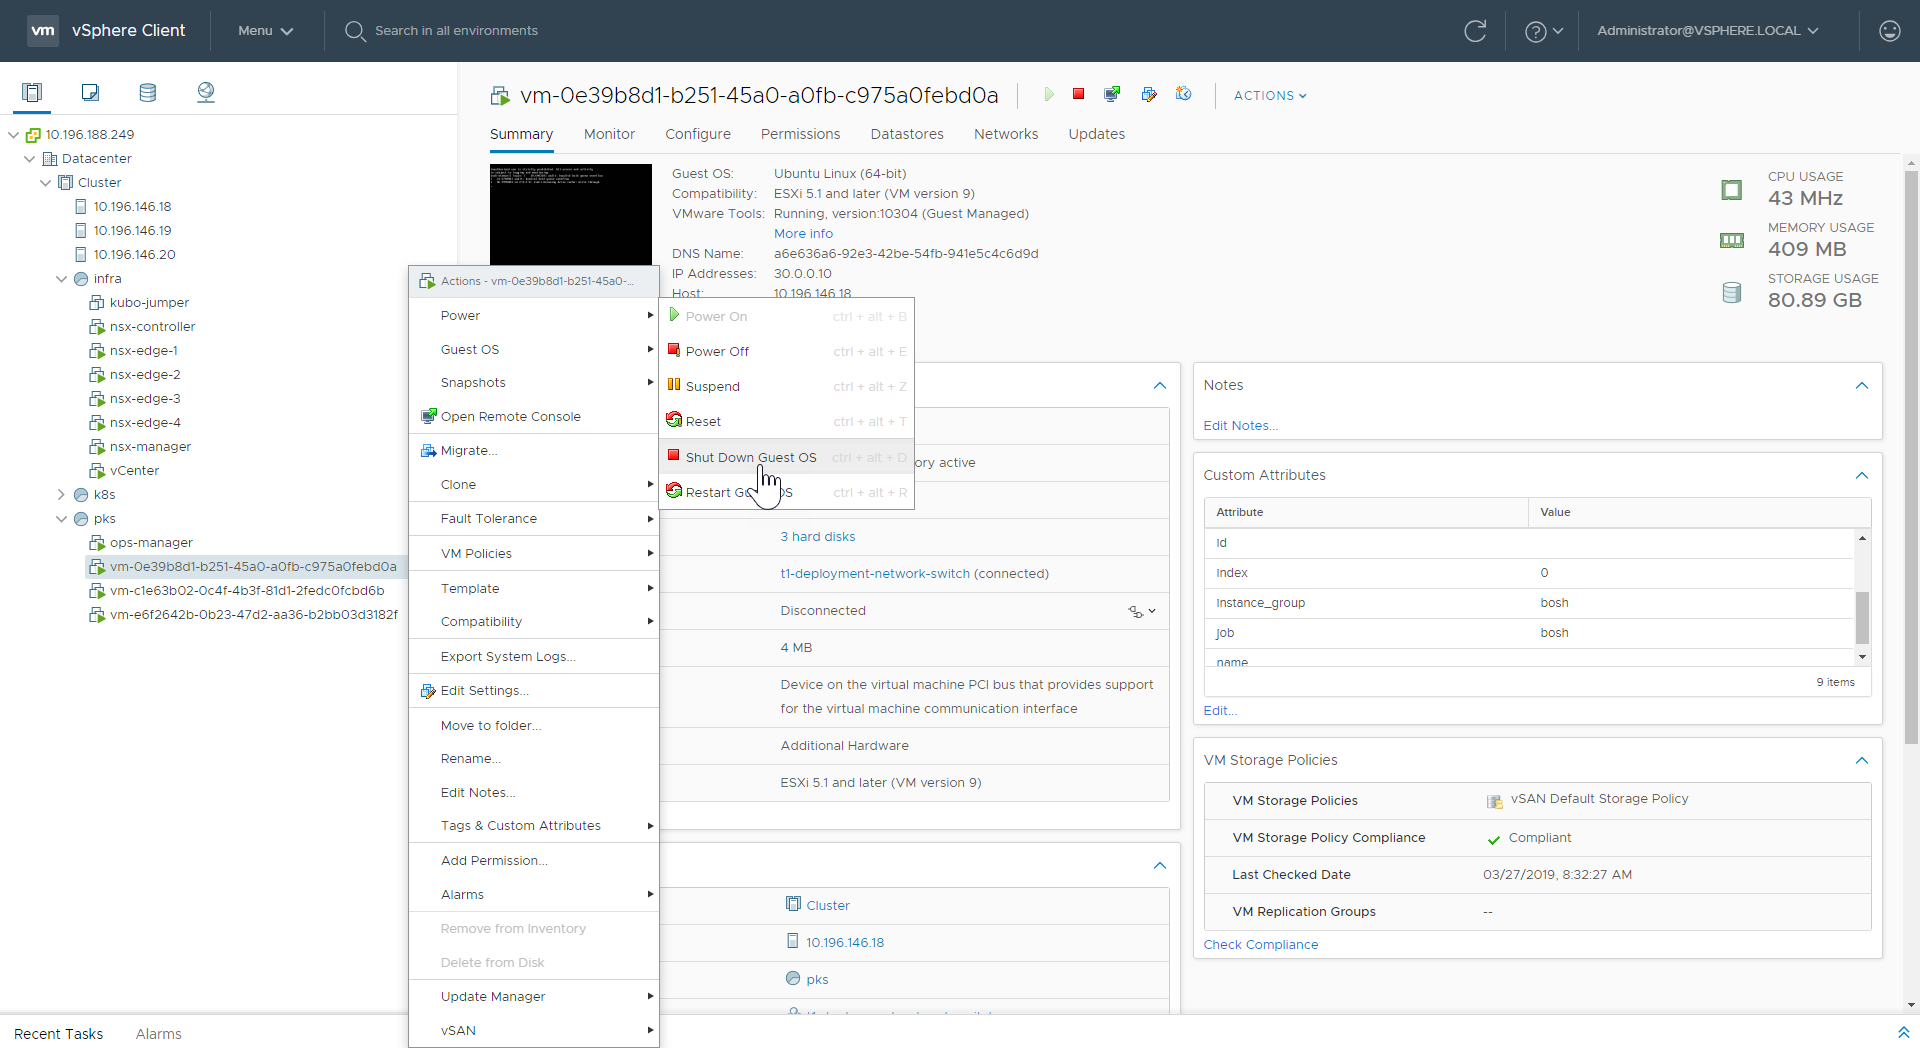 vm vSphere Client
Menu
Search in all environments
Administrator@VSPHERE.LOCAL
10.196.188.249
Datacenter
Cluster
10.196.146.18
10.196.146.19
10.196.146.20
infra
kubo-jumper
nsx-controller
nsx-edge-1
nsx-edge-2
nsx-edge-3
nsx-edge-4
nsx-manager
vCenter
k8s
pks
ops-manager
vm-0e39b8d1-b251-45a0-a0fb-c975a0febd0a
vm-c1e63b02-0c4f-4b3f-81d1-2fedc0fcbd6b
vm-e6f2642b-0b23-47d2-aa36-b2bb03d3182f
vm-0e39b8d1-b251-45a0-a0fb-c975a0febd0a
ACTIONS
Summary Monitor Configure Permissions Datastores Networks Updates
Guest OS: Ubuntu Linux (64-bit)
Compatibility: ESXi 5.1 and later (VM version 9)
VMware Tools: Running, version:10304 (Guest Managed)
More info
DNS Name: a6e636a6-92e3-42be-54fb-941e5c4c6d9d
IP Addresses: 30.0.0.10
Host: 10.196.146.18
CPU USAGE
43 MHz
MEMORY USAGE
409 MB
STORAGE USAGE
80.89 GB
Actions - vm-0e39b8d1-b251-45a0-...
Power
Guest OS
Snapshots
Open Remote Console
Migrate...
Clone
Fault Tolerance
VM Policies
Template
Compatibility
Export System Logs...
Edit Settings...
Move to folder...
Rename...
Edit Notes...
Tags & Custom Attributes
Add Permission...
Alarms
Remove from Inventory
Delete from Disk
Update Manager
vSAN
Power On ctrl + alt + B
Power Off ctrl + alt + E
Suspend ctrl + alt + Z
Reset ctrl + alt + T
Shut Down Guest OS ctrl + alt + D
Restart Gu OS ctrl + alt + R
ory active
3 hard disks
t1-deployment-network-switch (connected)
Disconnected
4 MB
Device on the virtual machine PCI bus that provides support
for the virtual machine communication interface
Additional Hardware
ESXi 5.1 and later (VM version 9)
Cluster
10.196.146.18
pks
Notes
Edit Notes...
Custom Attributes
Attribute Value
id
index 0
instance_group bosh
job bosh
name
9 items
Edit...
VM Storage Policies
VM Storage Policies vSAN Default Storage Policy
VM Storage Policy Compliance Compliant
Last Checked Date 03/27/2019, 8:32:27 AM
VM Replication Groups --
Check Compliance
Recent Tasks Alarms